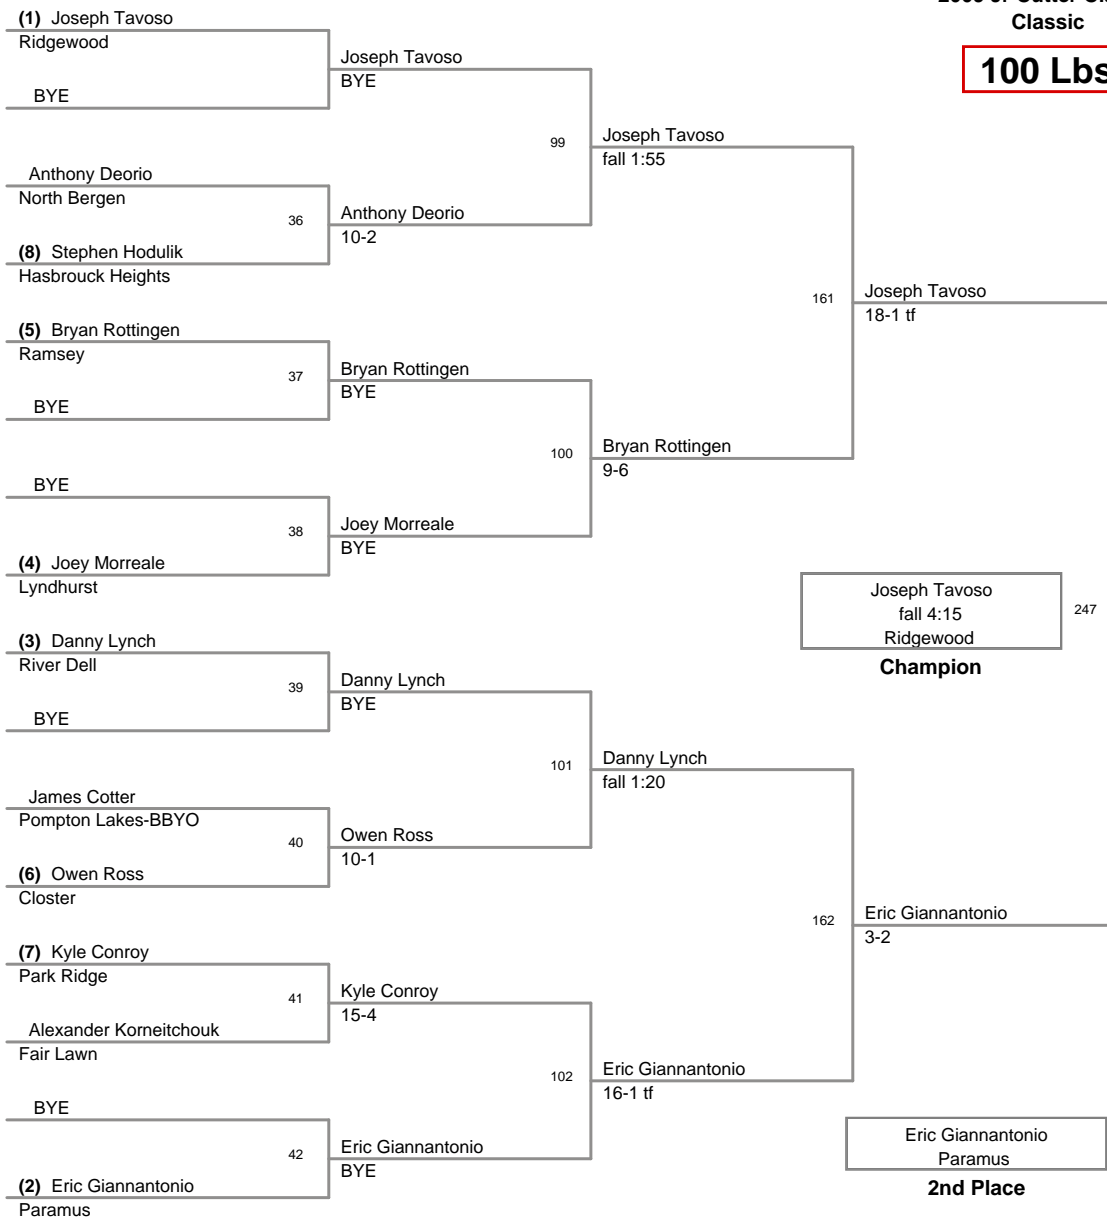 Classic
100 Lbs
(1) Joseph Tavoso
Ridgewood
BYE
Joseph Tavoso
BYE
Anthony Deorio
North Bergen
36
(8) Stephen Hodulik
Hasbrouck Heights
Anthony Deorio
10-2
99
Joseph Tavoso
fall 1:55
(5) Bryan Rottingen
Ramsey
37
BYE
Bryan Rottingen
BYE
BYE
38
(4) Joey Morreale
Lyndhurst
Joey Morreale
BYE
100
Bryan Rottingen
9-6
161
Joseph Tavoso
18-1 tf
Joseph Tavoso
fall 4:15
Ridgewood
247
Champion
(3) Danny Lynch
River Dell
39
BYE
Danny Lynch
BYE
James Cotter
Pompton Lakes-BBYO
40
(6) Owen Ross
Closter
Owen Ross
10-1
101
Danny Lynch
fall 1:20
(7) Kyle Conroy
Park Ridge
41
Alexander Korneitchouk
Fair Lawn
Kyle Conroy
15-4
BYE
42
(2) Eric Giannantonio
Paramus
Eric Giannantonio
BYE
102
Eric Giannantonio
16-1 tf
162
Eric Giannantonio
3-2
Eric Giannantonio
Paramus
2nd Place